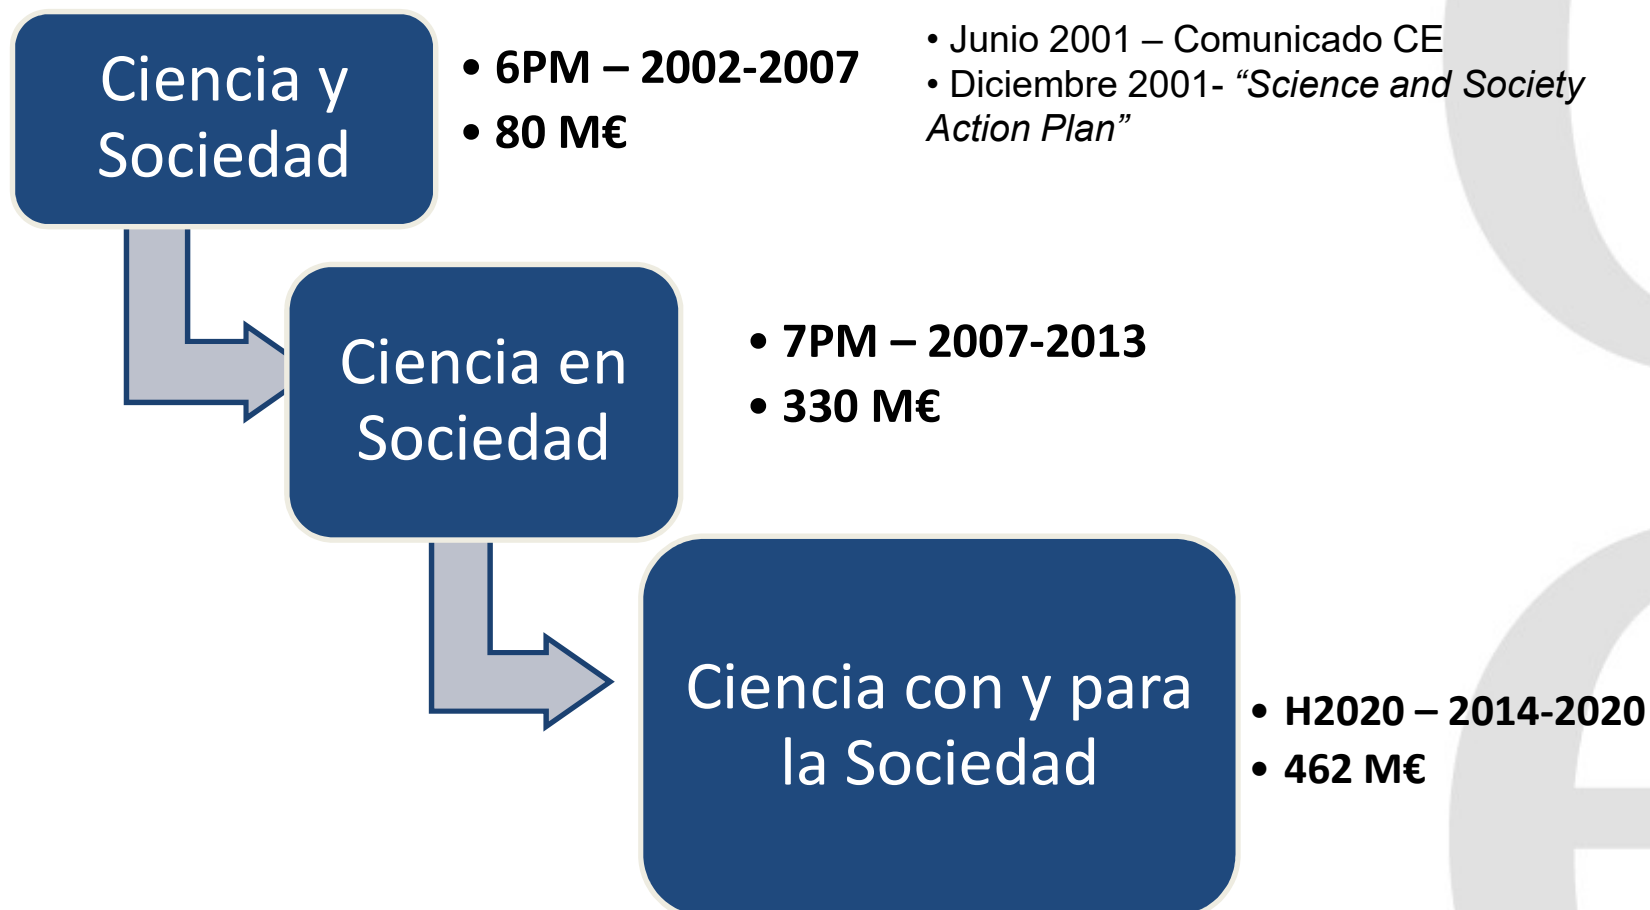 Ciencia y
Sociedad
• 6PM – 2002-2007
• 80 M€
• Junio 2001 – Comunicado CE
• Diciembre 2001- “Science and Society
Action Plan”
Ciencia en
Sociedad
• 7PM – 2007-2013
• 330 M€
Ciencia con y para
la Sociedad
• H2020 – 2014-2020
• 462 M€